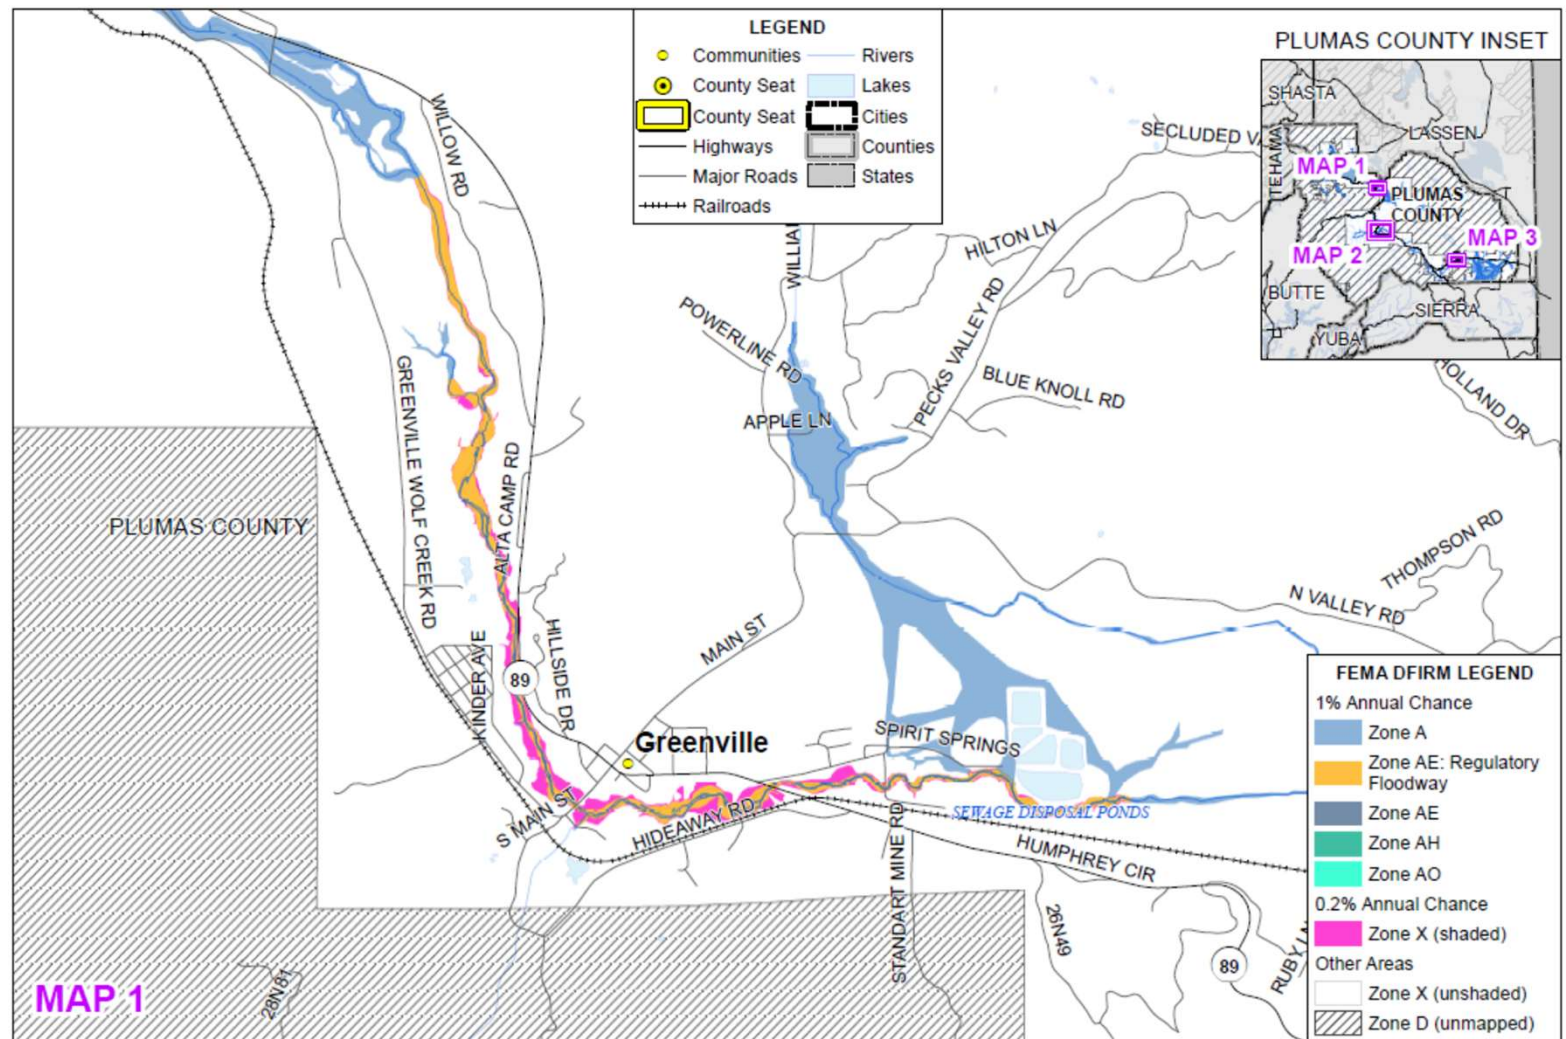 LEGEND
Communities
Rivers
County Seat
Lakes
County Seat
Cities
Highways
Counties
Major Roads
States
Railroads
PLUMAS COUNTY INSET
SHASTA
LASSEN
TEHAMA
MAP 1
PLUMAS
COUNTY
MAP 2
MAP 3
BUTTE
SIERRA
YUBA
WILLOW RD
SECLUDED VA
WILLIA
HILTON LN
POWERLINE RD
PECKS VALLEY RD
BLUE KNOLL RD
HOLLAND DR
APPLE LN
GREENVILLE WOLF CREEK RD
ALTA CAMP RD
PLUMAS COUNTY
THOMPSON RD
N VALLEY RD
MAIN ST
HILLSIDE DR
KINDER AVE
89
Greenville
SPIRIT SPRINGS
S MAIN ST
HIDEAWAY RD
SEWAGE DISPOSAL PONDS
STANDART MINE RD
HUMPHREY CIR
26N49
89
RUBY LN
28N81
MAP 1
FEMA DFIRM LEGEND
1% Annual Chance
Zone A
Zone AE: Regulatory
Floodway
Zone AE
Zone AH
Zone AO
0.2% Annual Chance
Zone X (shaded)
Other Areas
Zone X (unshaded)
Zone D (unmapped)